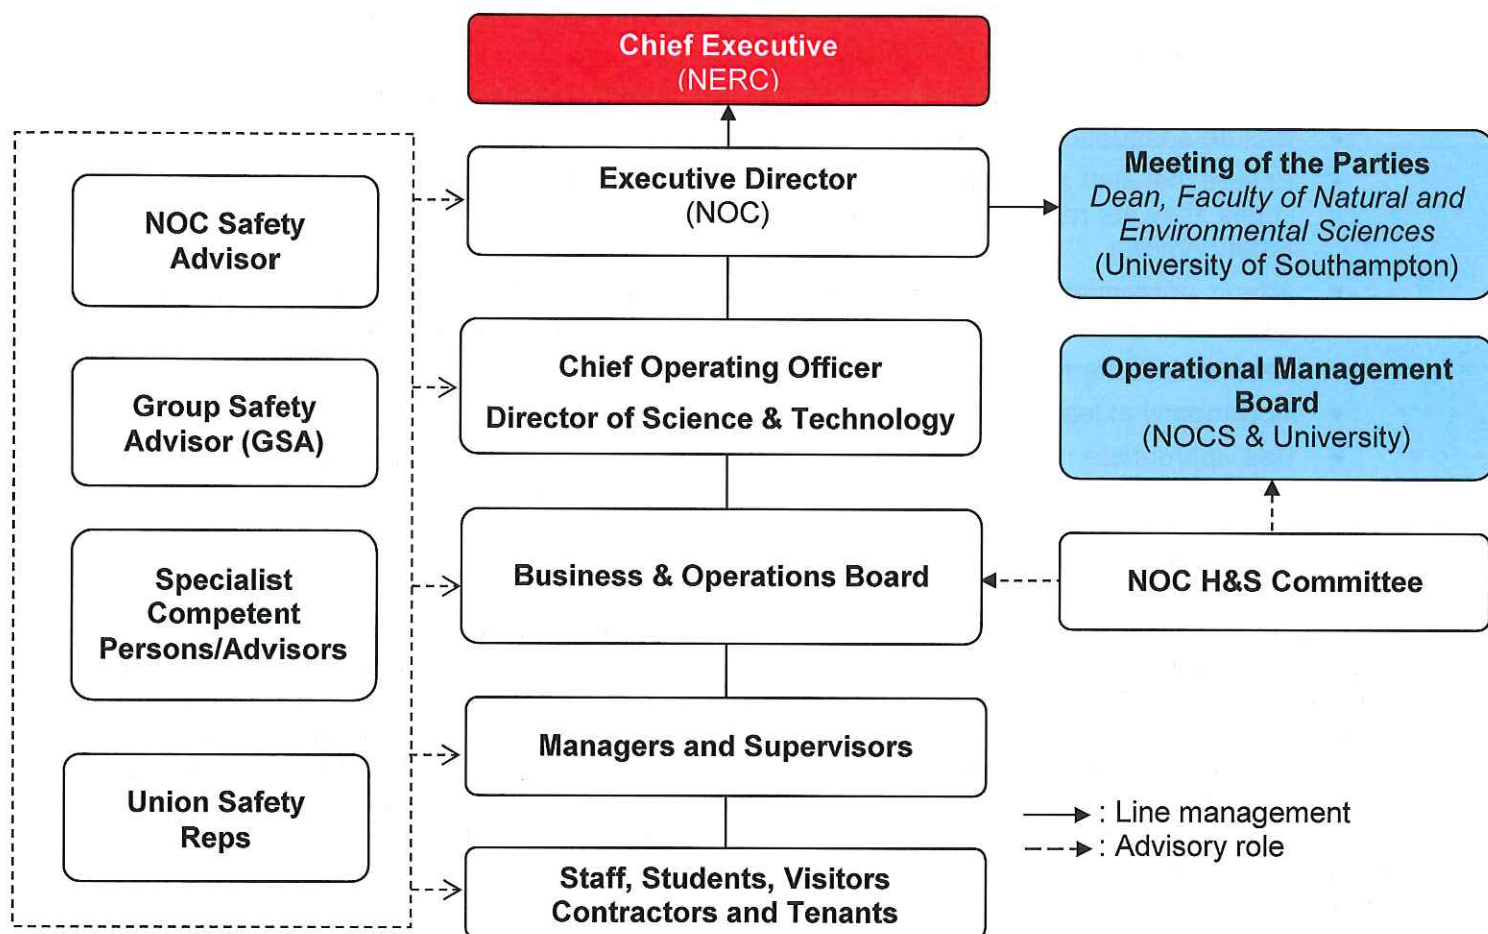 Chief Executive
(NERC)
Executive Director
(NOC)
Meeting of the Parties
Dean, Faculty of Natural and
Environmental Sciences
(University of Southampton)
NOC Safety
Advisor
Chief Operating Officer
Director of Science & Technology
Operational Management
Board
(NOCS & University)
Group Safety
Advisor (GSA)
Business & Operations Board
NOC H&S Committee
Specialist
Competent
Persons/Advisors
Managers and Supervisors
Union Safety
Reps
: Line management
: Advisory role
Staff, Students, Visitors
Contractors and Tenants